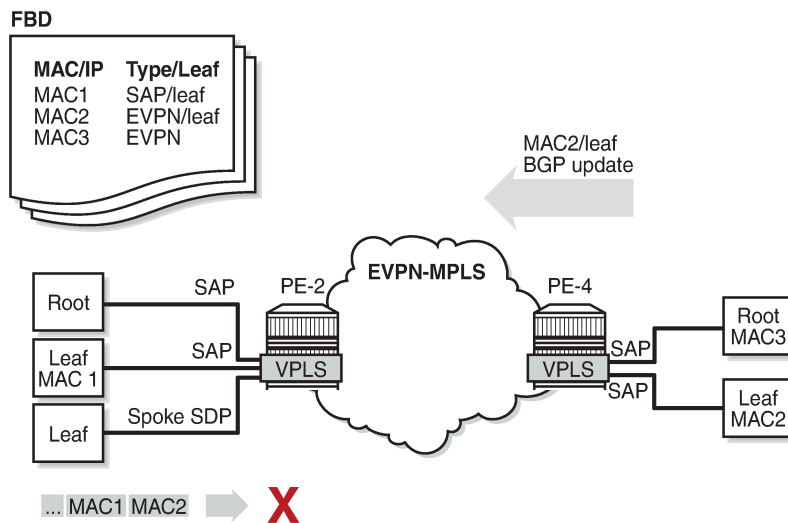 FBD
MAC/IP Type/Leaf
MAC1 SAP/leaf
MAC2 EVPN/leaf
MAC3 EVPN
MAC2/leaf
BGP update
EVPN-MPLS
SAP
PE-2
PE-4
Root
Root
MAC3
SAP
SAP
Leaf
MAC 1
VPLS
VPLS
SAP
Leaf
MAC2
Spoke SDP
Leaf
... MAC1 MAC2 X